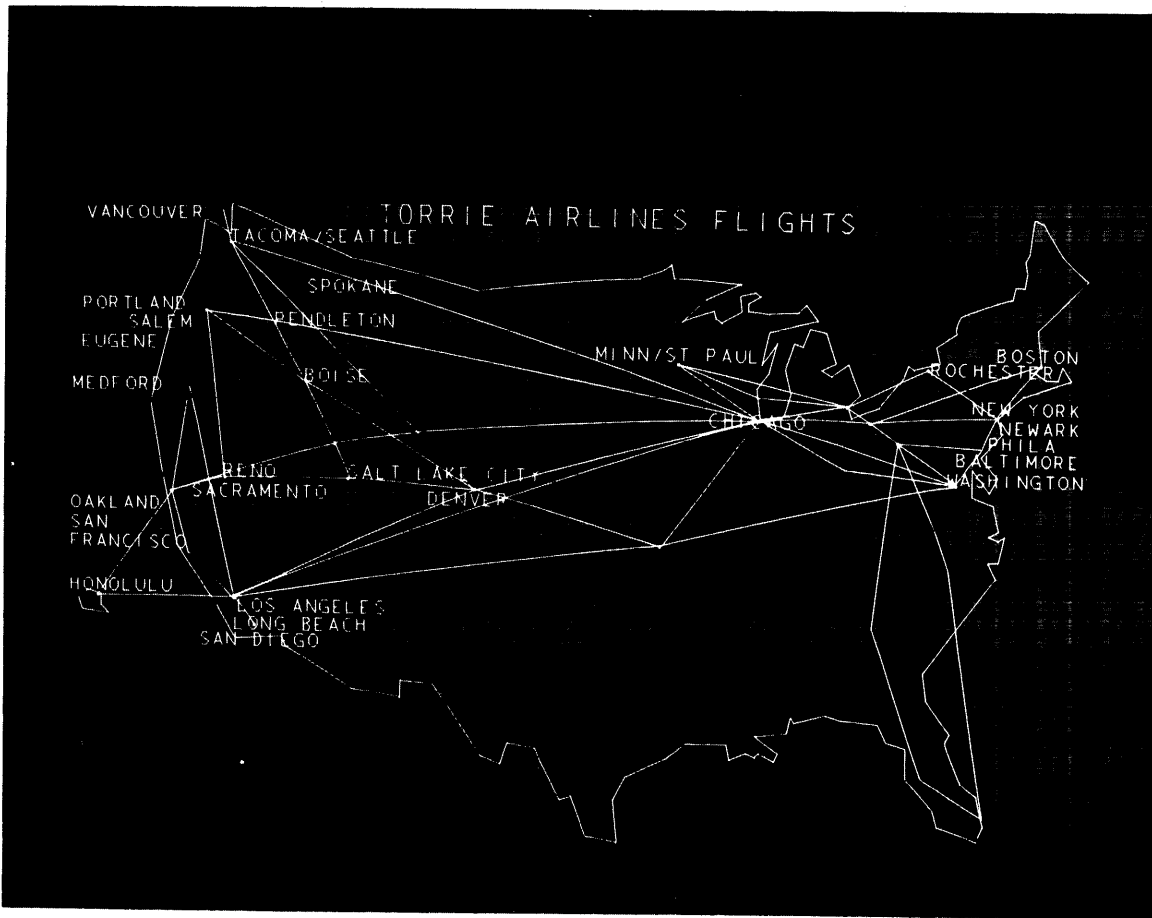 TORRIE AIRLINES FLIGHTS
VANCOUVER
TACOMA/SEATTLE
SPOKANE
PORTLAND
SALEM
PENDLETON
EUGENE
MINN/ST PAUL
BOSTON
BOISE
ROCHESTER
MEDFORD
NEW YORK
CHICAGO
NEWARK
PHILA
RENO
SALT LAKE CITY
BALTIMORE
SACRAMENTO
DENVER
WASHINGTON
OAKLAND
SAN
FRANCISCO
HONOLULU
LOS ANGELES
LONG BEACH
SAN DIEGO